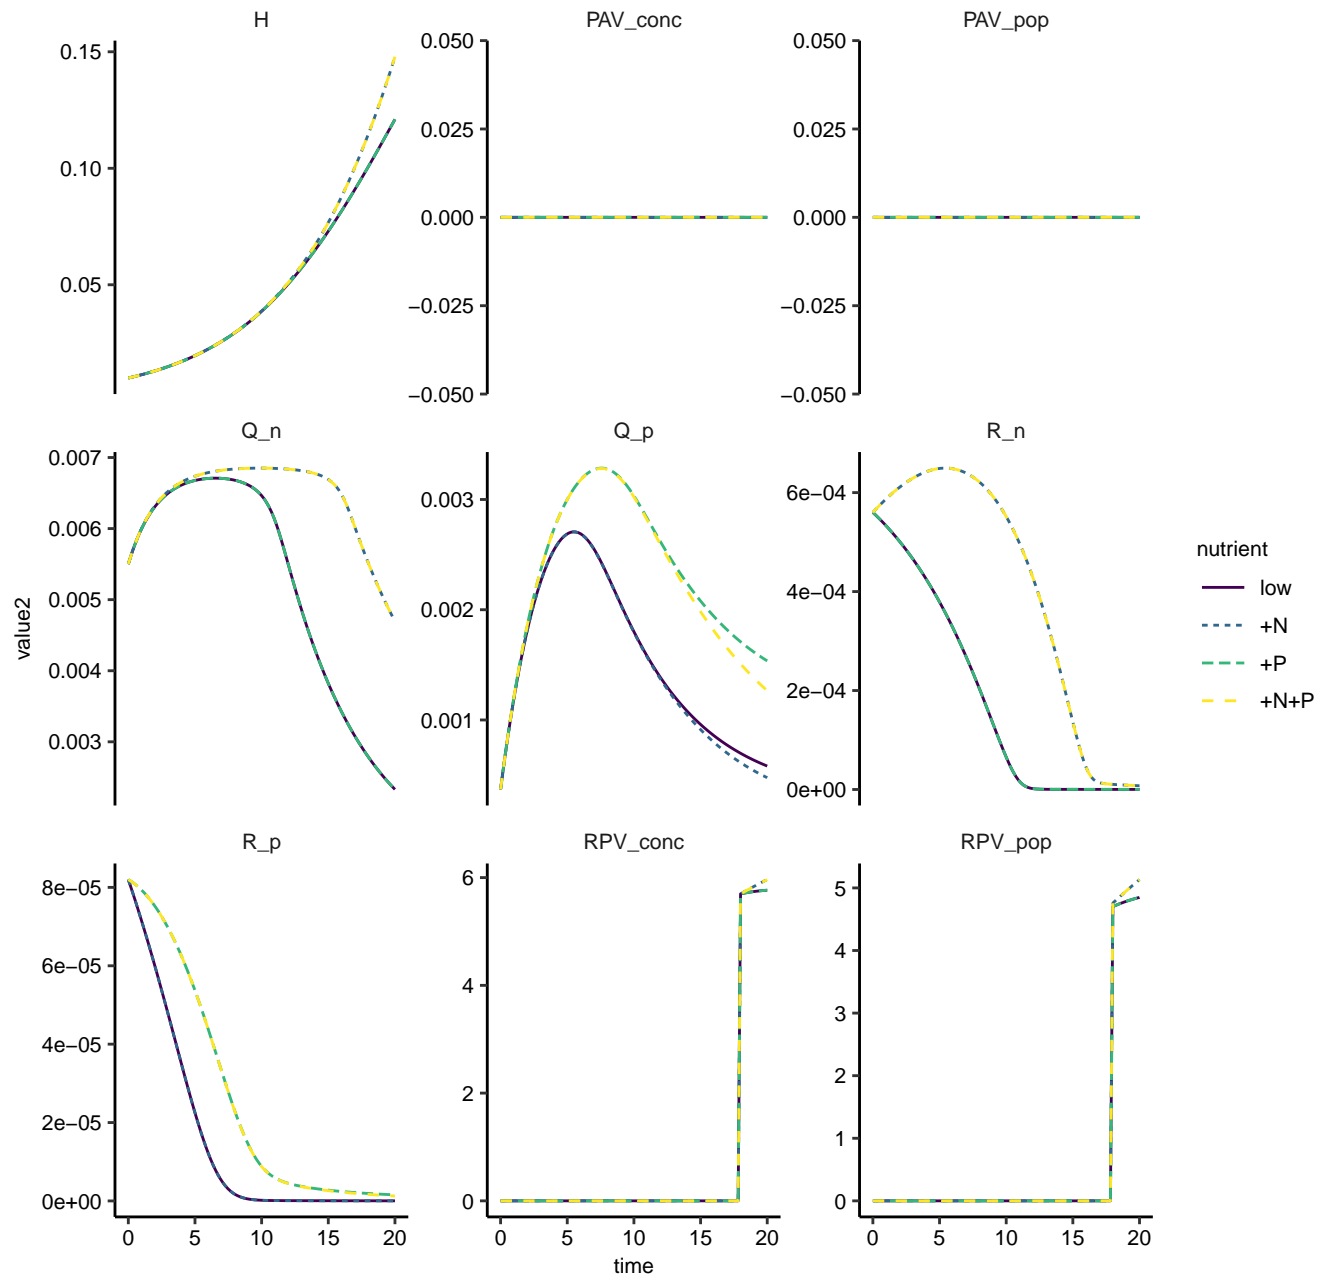 H
PAV_conc
PAV_pop
0.15
0.10
0.05
0.050
0.025
0.000
−0.025
−0.050
0.050
0.025
0.000
−0.025
−0.050
Q_n
Q_p
R_n
0.007
0.006
0.005
0.004
0.003
0.003
0.002
0.001
6e−04
4e−04
2e−04
0e+00
R_p
RPV_conc
RPV_pop
8e−05
6e−05
4e−05
2e−05
0e+00
6
4
2
0
5
4
3
2
1
0
0 5 10 15 20
0 5 10 15 20
0 5 10 15 20
time
value2
nutrient
low
+N
+P
+N+P